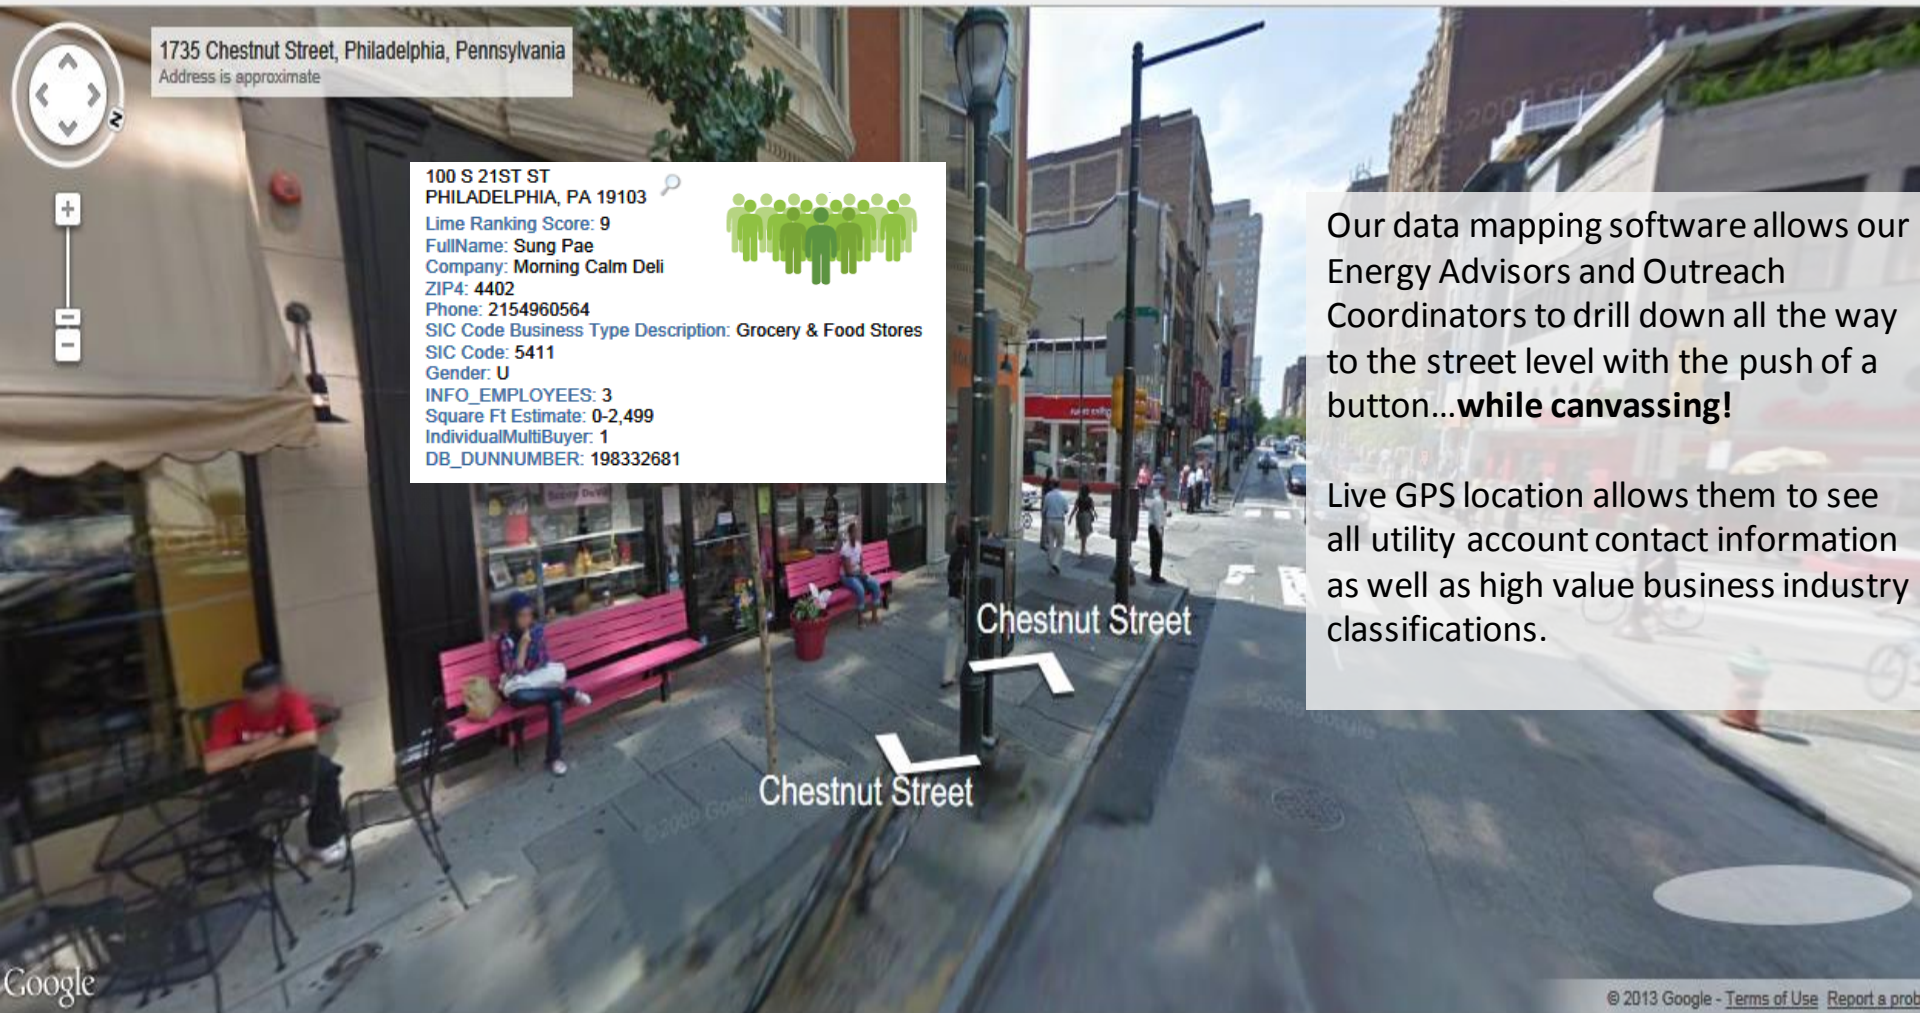 1735 Chestnut Street, Philadelphia, Pennsylvania
Address is approximate
N
100 S 21ST ST
PHILADELPHIA, PA 19103
Lime Ranking Score: 9
FullName: Sung Pae
Company: Morning Calm Deli
ZIP4: 4402
Phone: 2154960564
SIC Code Business Type Description: Grocery & Food Stores
SIC Code: 5411
Gender: U
INFO_EMPLOYEES: 3
Square Ft Estimate: 0-2,499
IndividualMultiBuyer: 1
DB_DUNNUMBER: 198332681
Our data mapping software allows our
Energy Advisors and Outreach
Coordinators to drill down all the way
to the street level with the push of a
button...while canvassing!
Live GPS location allows them to see
all utility account contact information
as well as high value business industry
classifications.
Chestnut Street
Chestnut Street
©2009 Google
Google
© 2013 Google - Terms of Use Report a prob